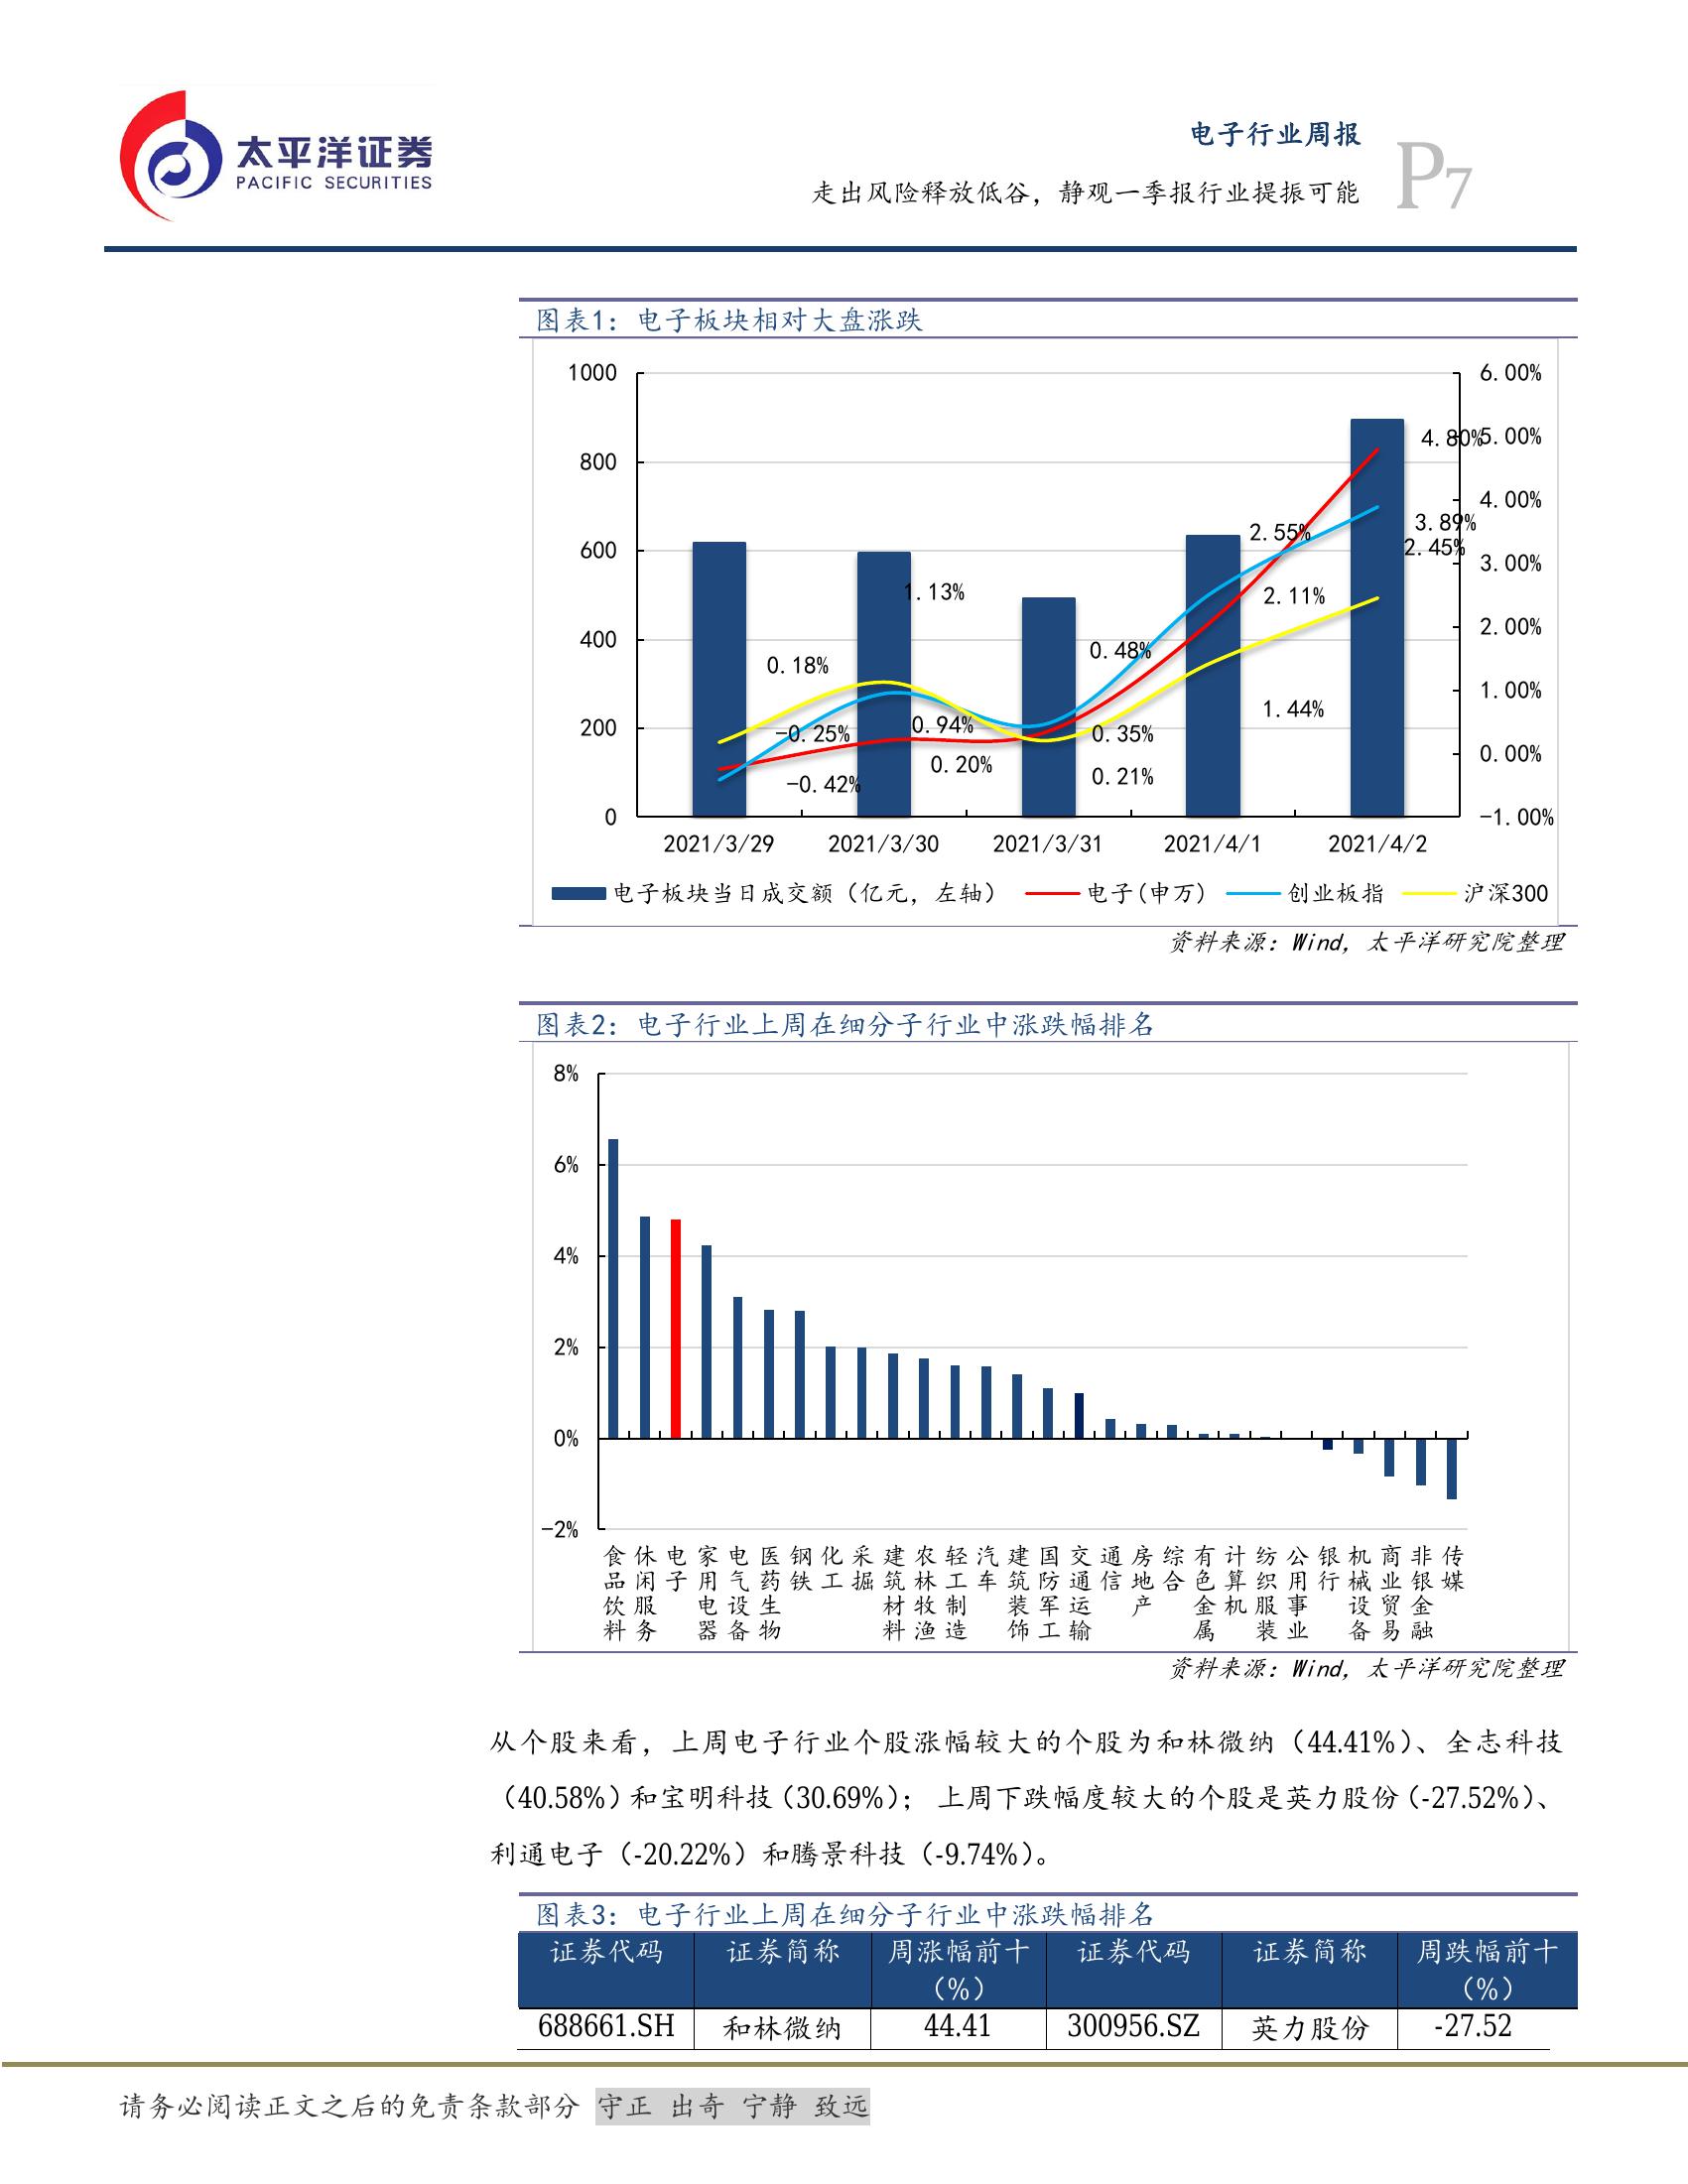 太平洋证券
PACIFIC SECURITIES
电子行业周报
走出风险释放低谷，静观一季报行业提振可能
P7
图表1：电子板块相对大盘涨跌
1000
800
600
400
200
0
6.00%
5.00%
4.00%
3.00%
2.00%
1.00%
0.00%
-1.00%
4.80%
3.89%
2.45%
2.55%
2.11%
1.44%
1.13%
0.94%
0.20%
0.48%
0.35%
0.21%
0.18%
-0.25%
-0.42%
2021/3/29 2021/3/30 2021/3/31 2021/4/1 2021/4/2
电子板块当日成交额（亿元，左轴） 电子(申万) 创业板指 沪深300
资料来源：Wind，太平洋研究院整理
图表2：电子行业上周在细分子行业中涨跌幅排名
8%
6%
4%
2%
0%
-2%
食品饮料 休闲服务 电子 家用电器 电气设备 医药生物 钢铁 化工 采掘 建筑材料 农林牧渔 轻工制造 汽车 建筑装饰 国防军工 交通运输 通信 房地产 综合 有色金属 计算机 纺织服装 公用事业 银行 机械设备 商业贸易 非银金融 传媒
资料来源：Wind，太平洋研究院整理
从个股来看，上周电子行业个股涨幅较大的个股为和林微纳（44.41%）、全志科技
（40.58%）和宝明科技（30.69%）； 上周下跌幅度较大的个股是英力股份（-27.52%）、
利通电子（-20.22%）和腾景科技（-9.74%）。
图表3：电子行业上周在细分子行业中涨跌幅排名
证券代码 证券简称 周涨幅前十（%） 证券代码 证券简称 周跌幅前十（%）
688661.SH 和林微纳 44.41 300956.SZ 英力股份 -27.52
请务必阅读正文之后的免责条款部分 守正 出奇 宁静 致远